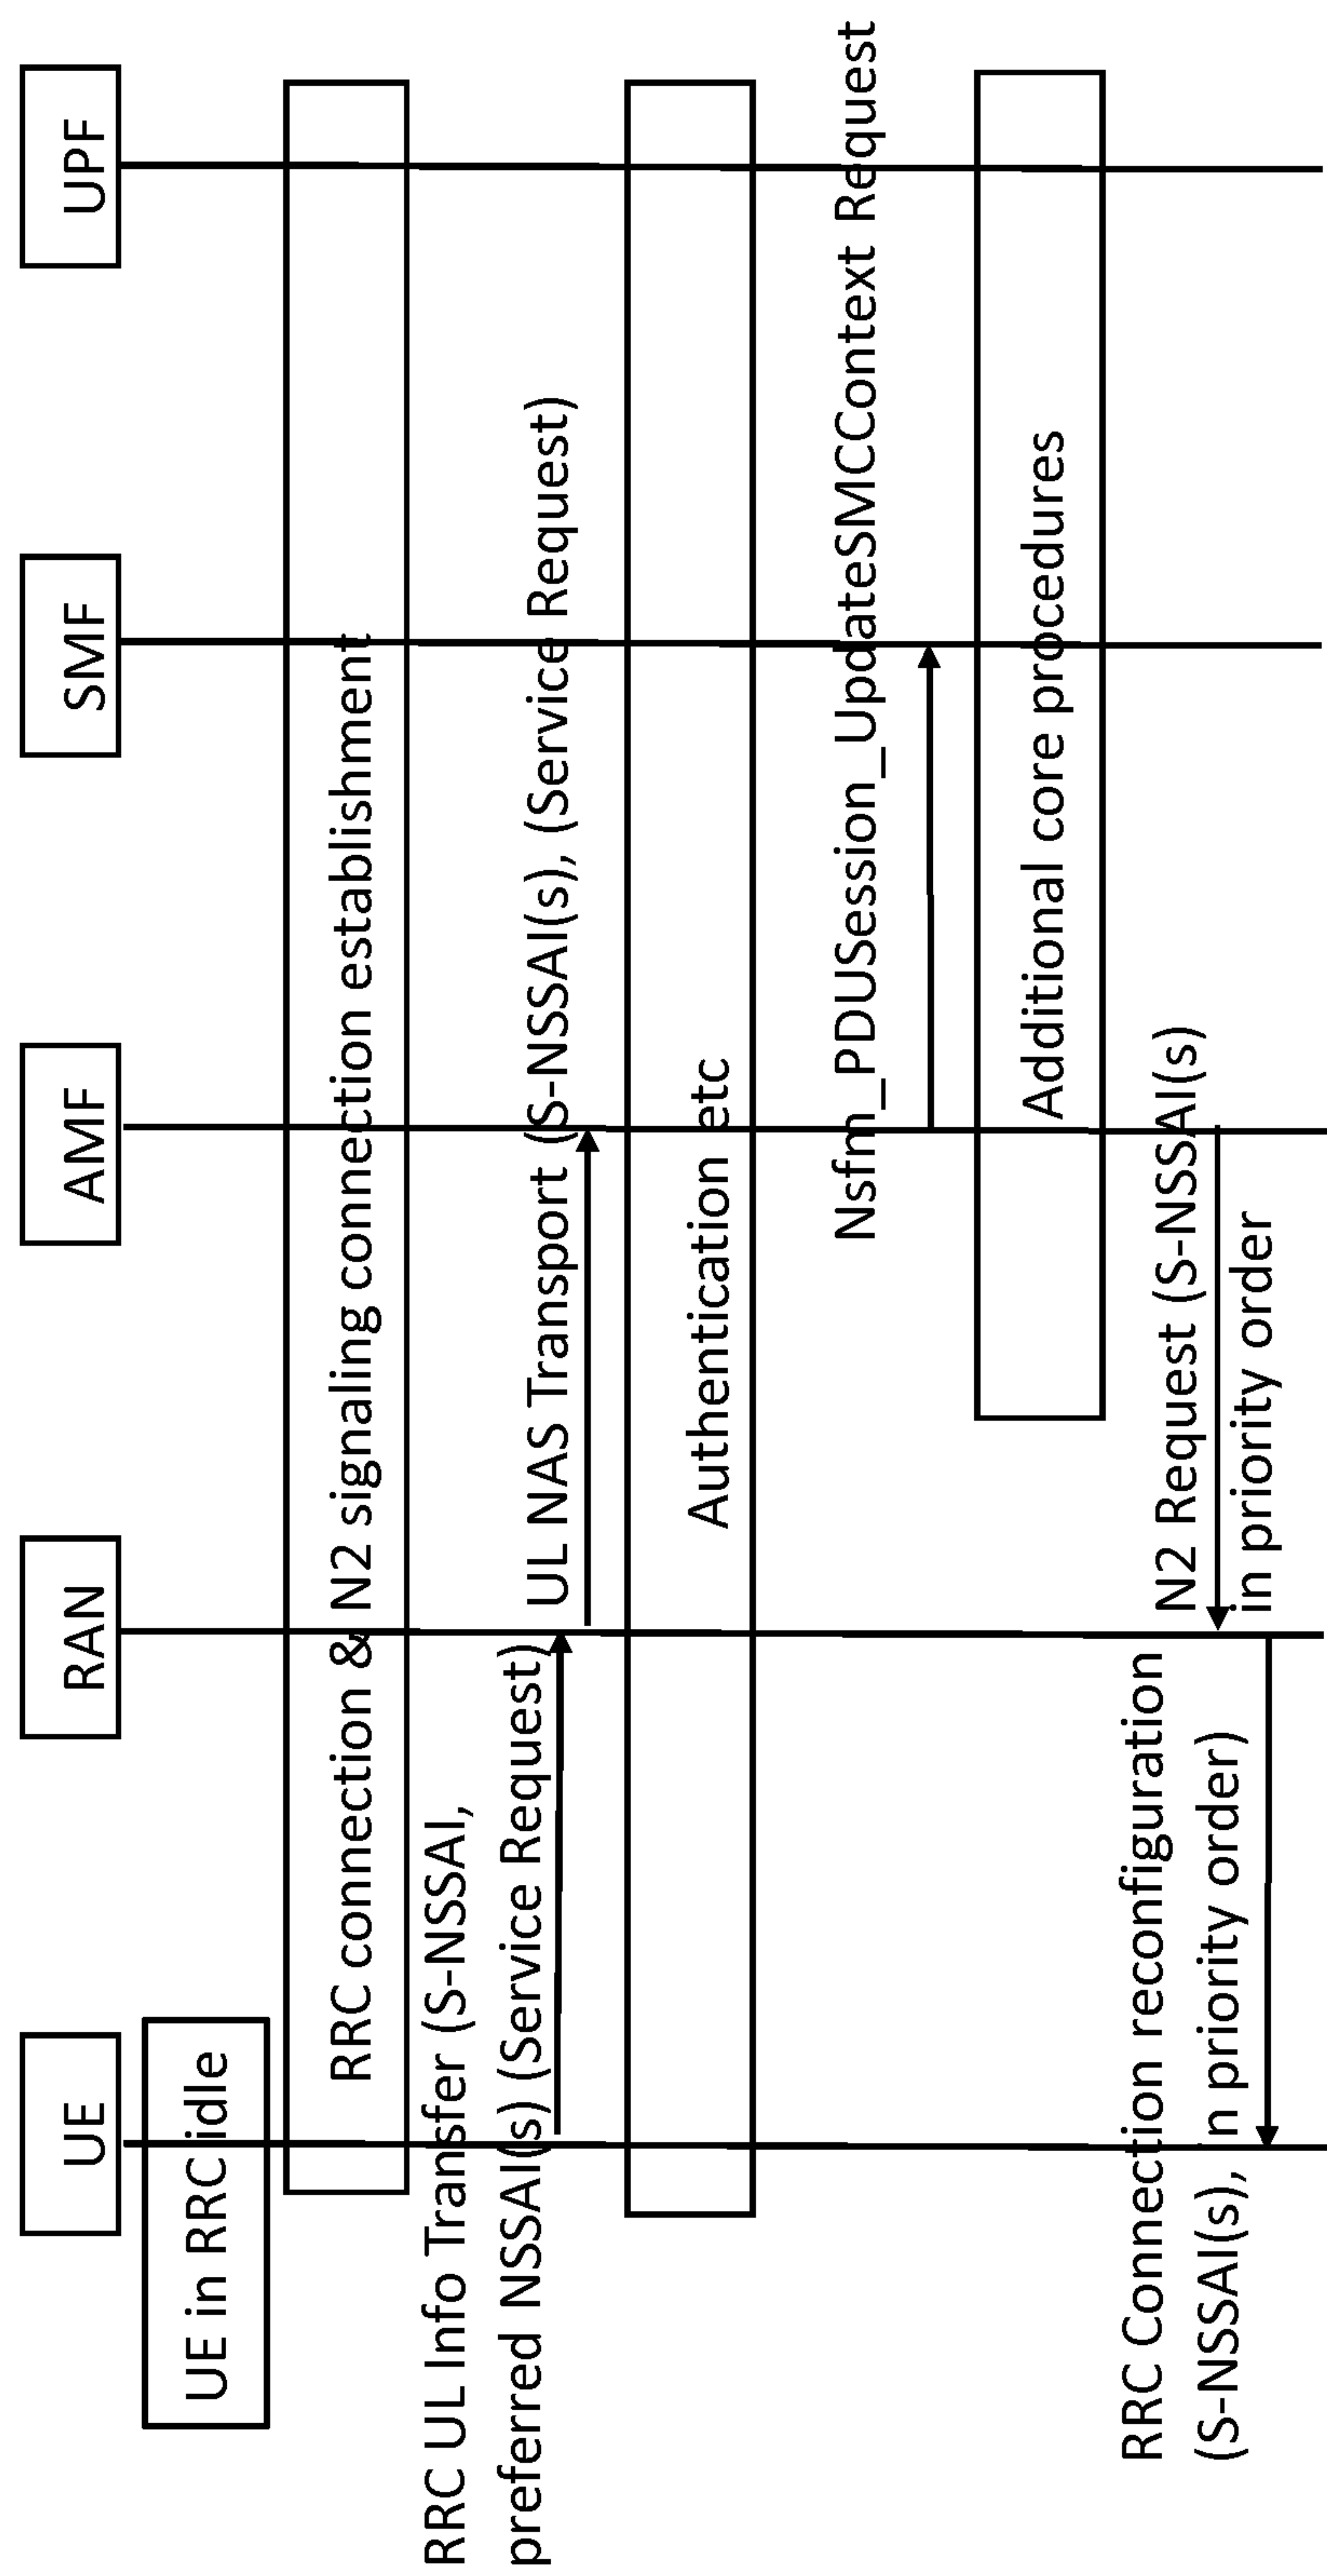 UE
RAN
AMF
SMF
UPF
UE in RRC idle
RRC connection & N2 signaling connection establishment
RRC UL Info Transfer (S-NSSAI,
preferred NSSAI(s) (Service Request)
UL NAS Transport (S-NSSAI(s), (Service Request)
Authentication etc
Nsfm_PDUSession_UpdateSMCContext Request
Additional core procedures
N2 Request (S-NSSAI(s)
in priority order
RRC Connection reconfiguration
(S-NSSAI(s), in priority order)